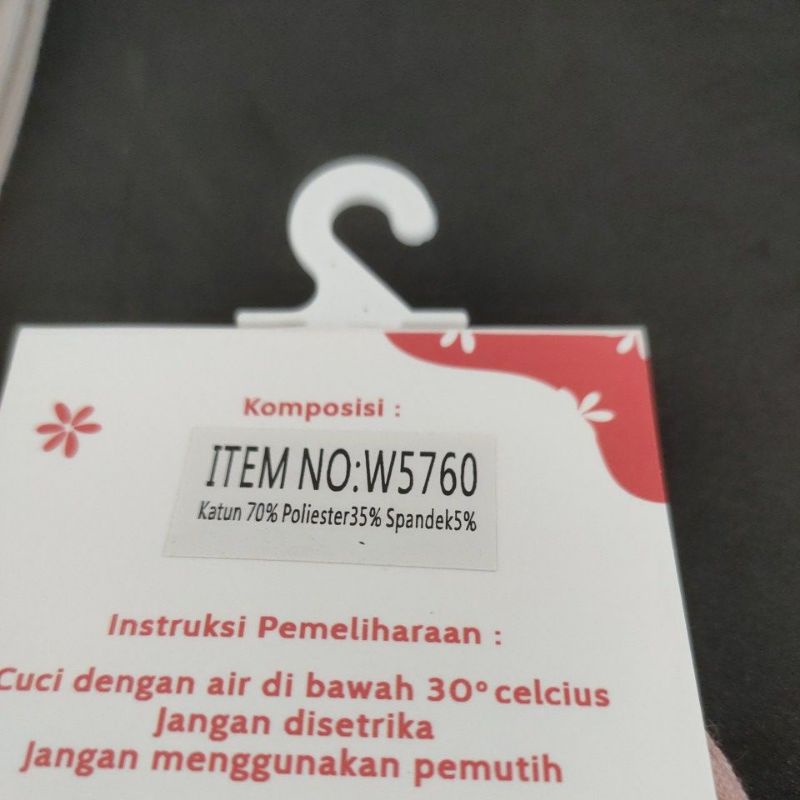 Komposisi :
ITEM NO:W5760
Katun 70% Poliester35% Spandek5%
Instruksi Pemeliharaan :
Cuci dengan air di bawah 30° celcius
Jangan disetrika
Jangan menggunakan pemutih